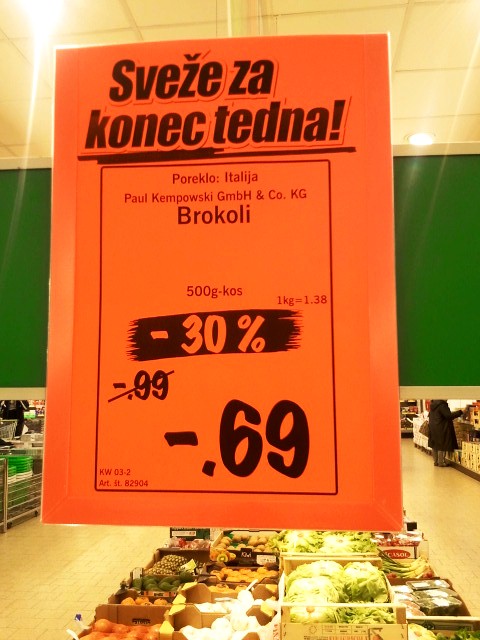 Sveže za
konec tedna!
Poreklo: Italija
Paul Kempowski GmbH & Co. KG
Brokoli
500g-kos
1kg=1.38
- 30 %
-.99
-.69
KW 03-2
Art. št. 82904